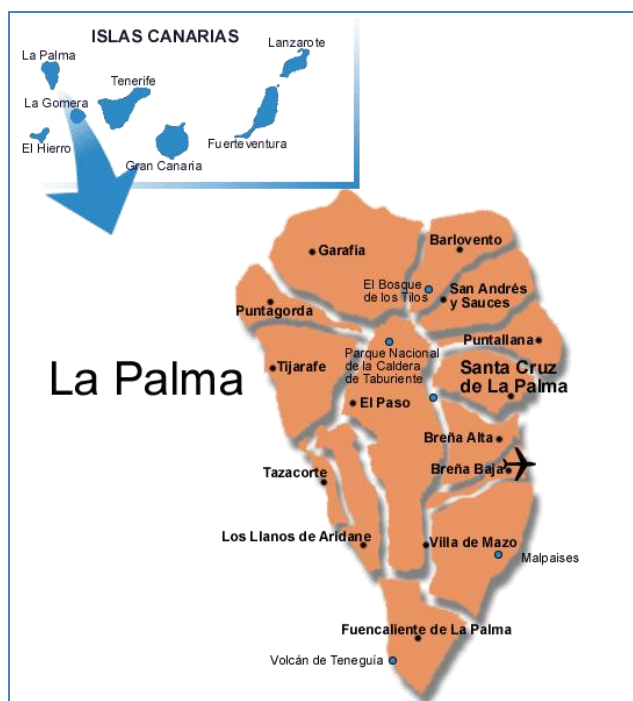 ISLAS CANARIAS
La Palma
Lanzarote
Tenerife
La Gomera
El Hierro
Fuerteventura
Gran Canaria
Garafía
Barlovento
El Bosque
de los Tilos
San Andrés
y Sauces
Puntagorda
Puntallana
La Palma
Tijarafe
Parque Nacional
de la Caldera
de Taburiente
Santa Cruz
de La Palma
El Paso
Breña Alta
Breña Baja
Tazacorte
Los Llanos de Aridane
Villa de Mazo
Malpaises
Fuencaliente de La Palma
Volcán de Teneguía